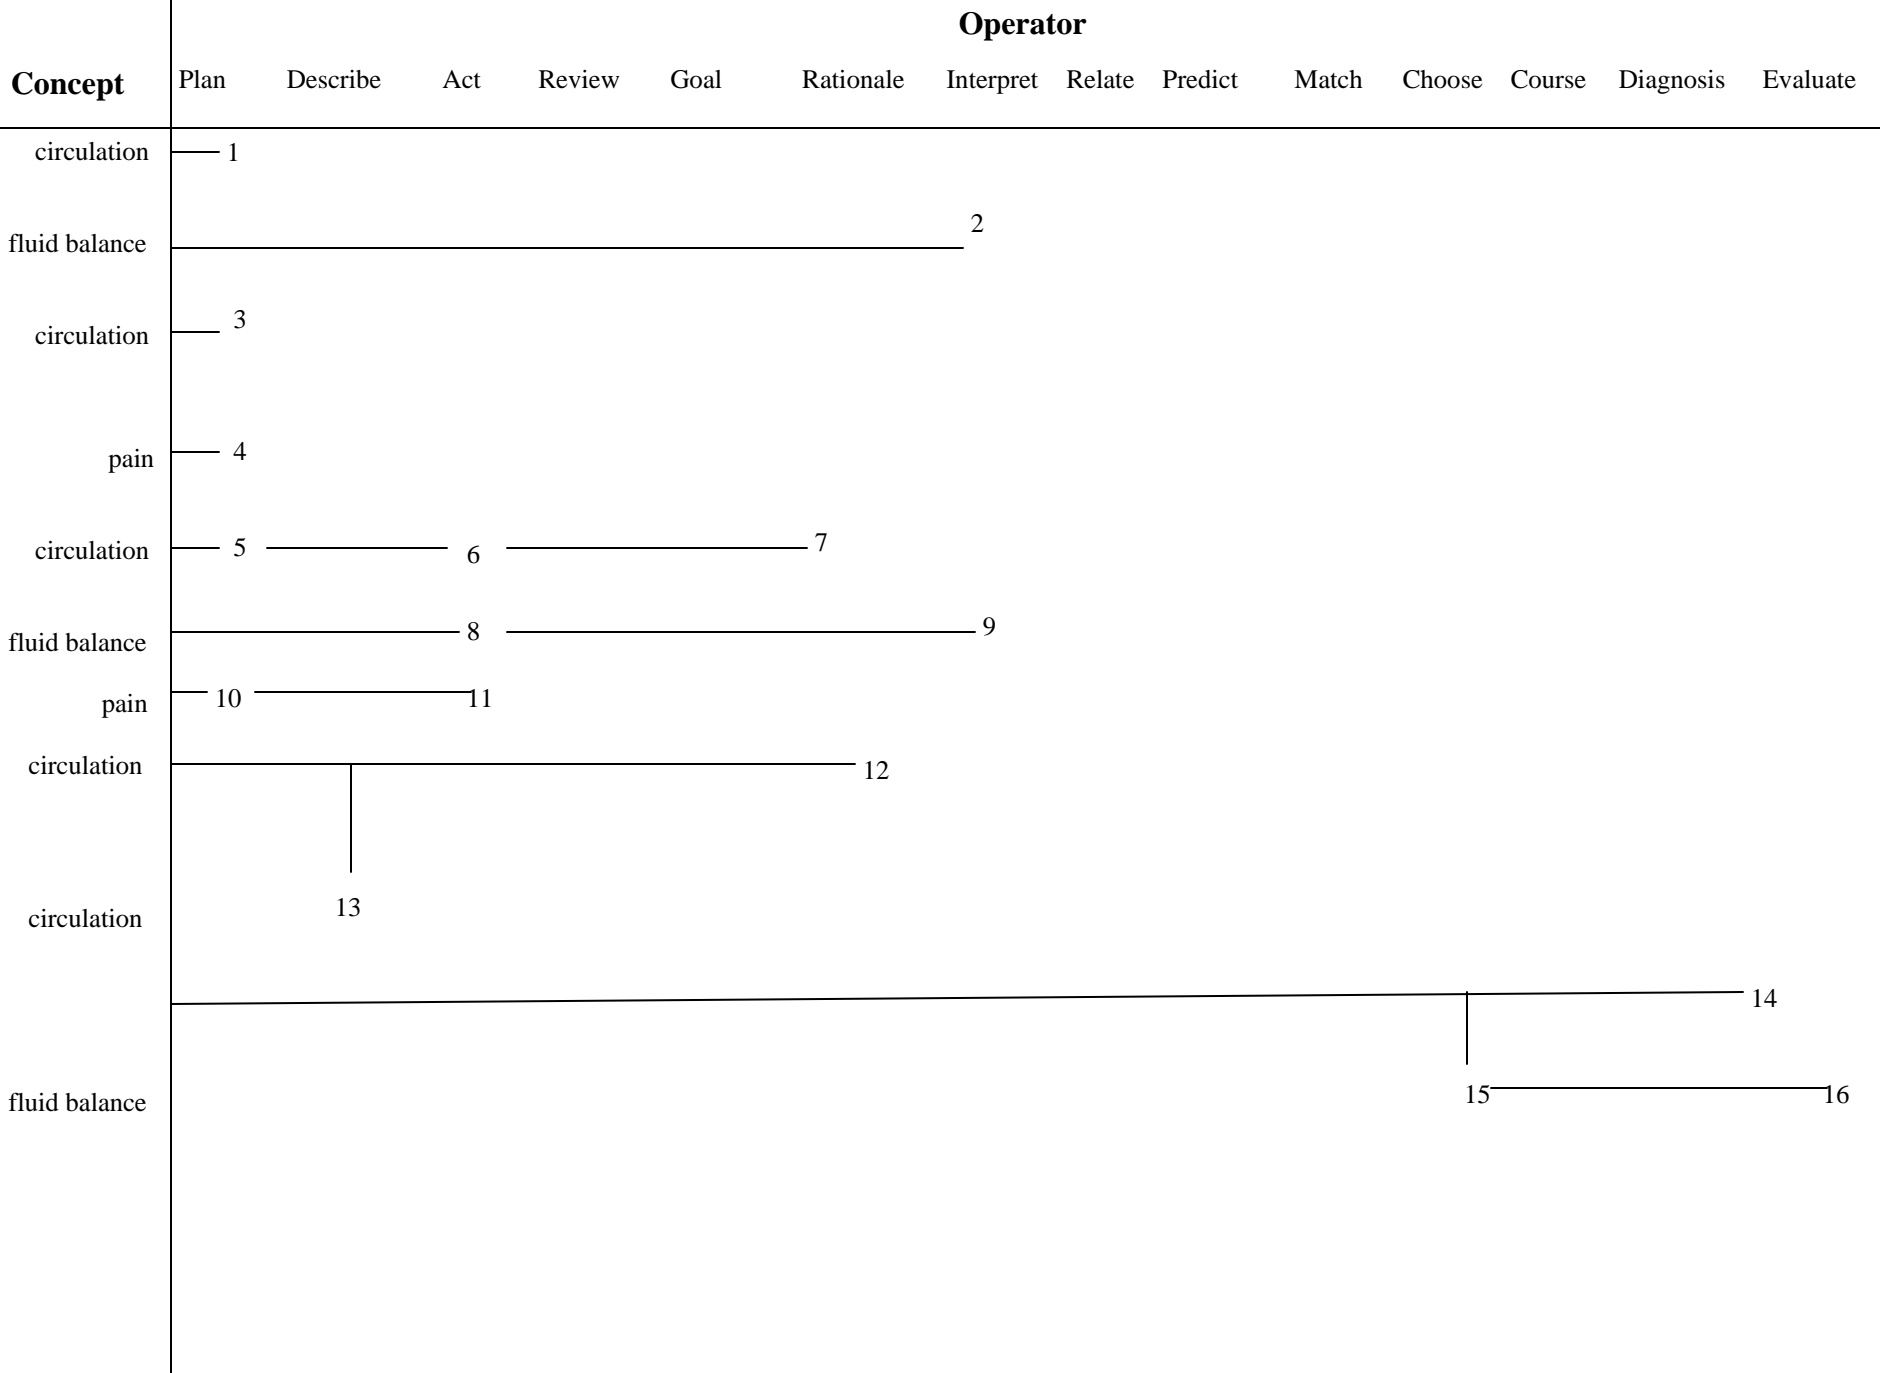 Operator
Concept Plan Describe Act Review Goal Rationale Interpret Relate Predict Match Choose Course Diagnosis Evaluate
circulation 1
2
fluid balance
3
circulation
pain 4
circulation 5 6 7
fluid balance 8 9
pain 10 11
circulation 12
13
circulation
14
fluid balance 15 16